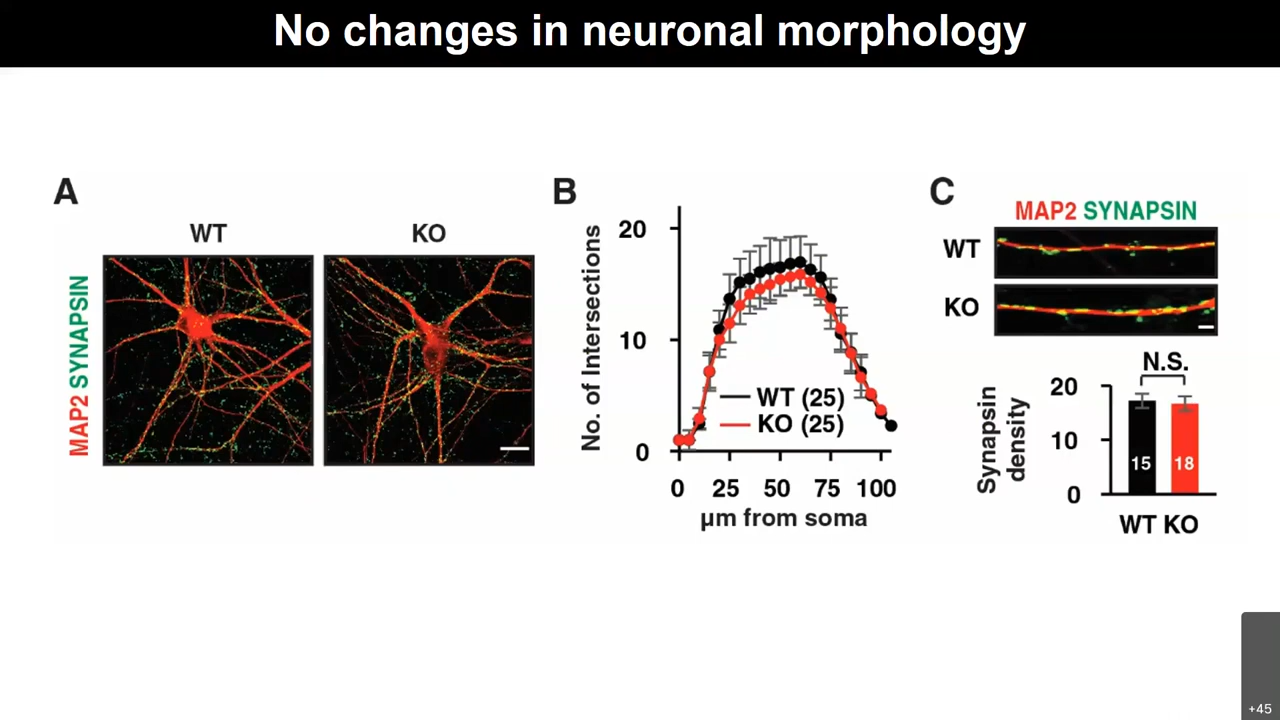 No changes in neuronal morphology
A
WT
KO
MAP2 SYNAPSIN
B
No. of Intersections
20
10
0
WT (25)
KO (25)
0 25 50 75 100
µm from soma
C
MAP2 SYNAPSIN
WT
KO
N.S.
Synapsin
density
20
10
0
15 18
WT KO
+45